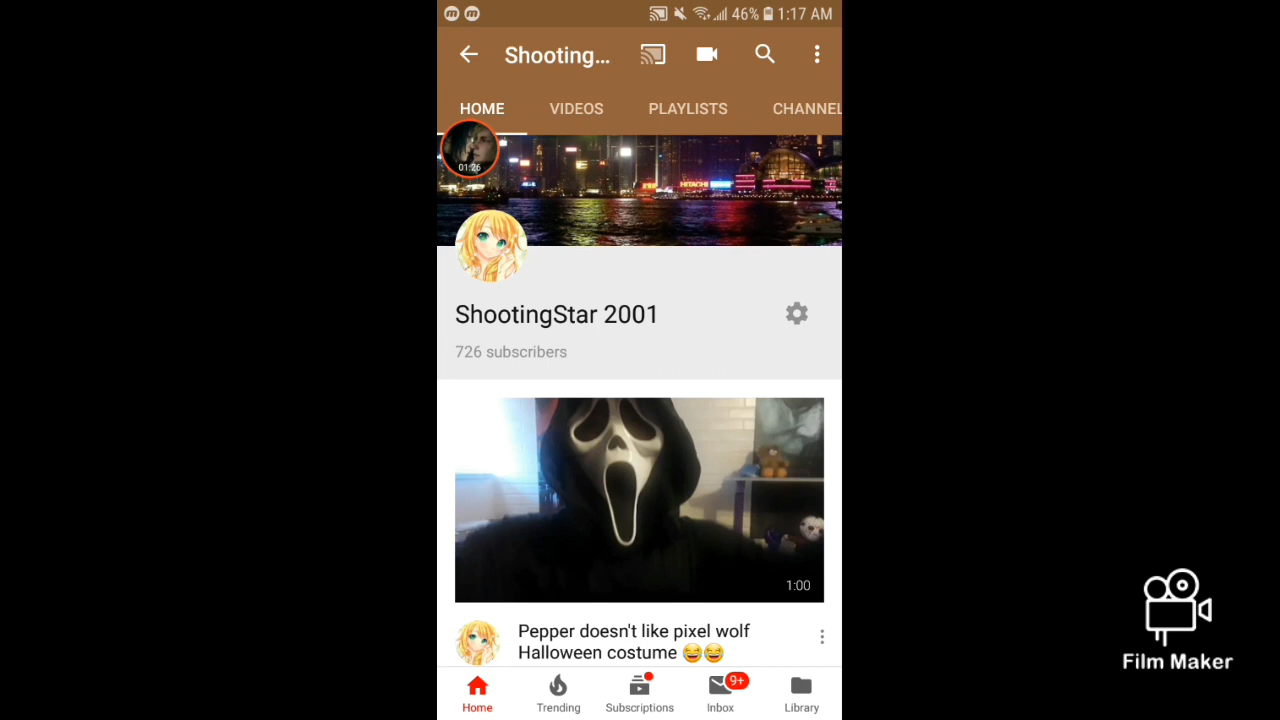 46% 1:17 AM
Shooting...
HOME VIDEOS PLAYLISTS CHANNEL
01:26
HITACHI
ShootingStar 2001
726 subscribers
1:00
Pepper doesn't like pixel wolf
Halloween costume 😂😂
9+
Home Trending Subscriptions Inbox Library
Film Maker